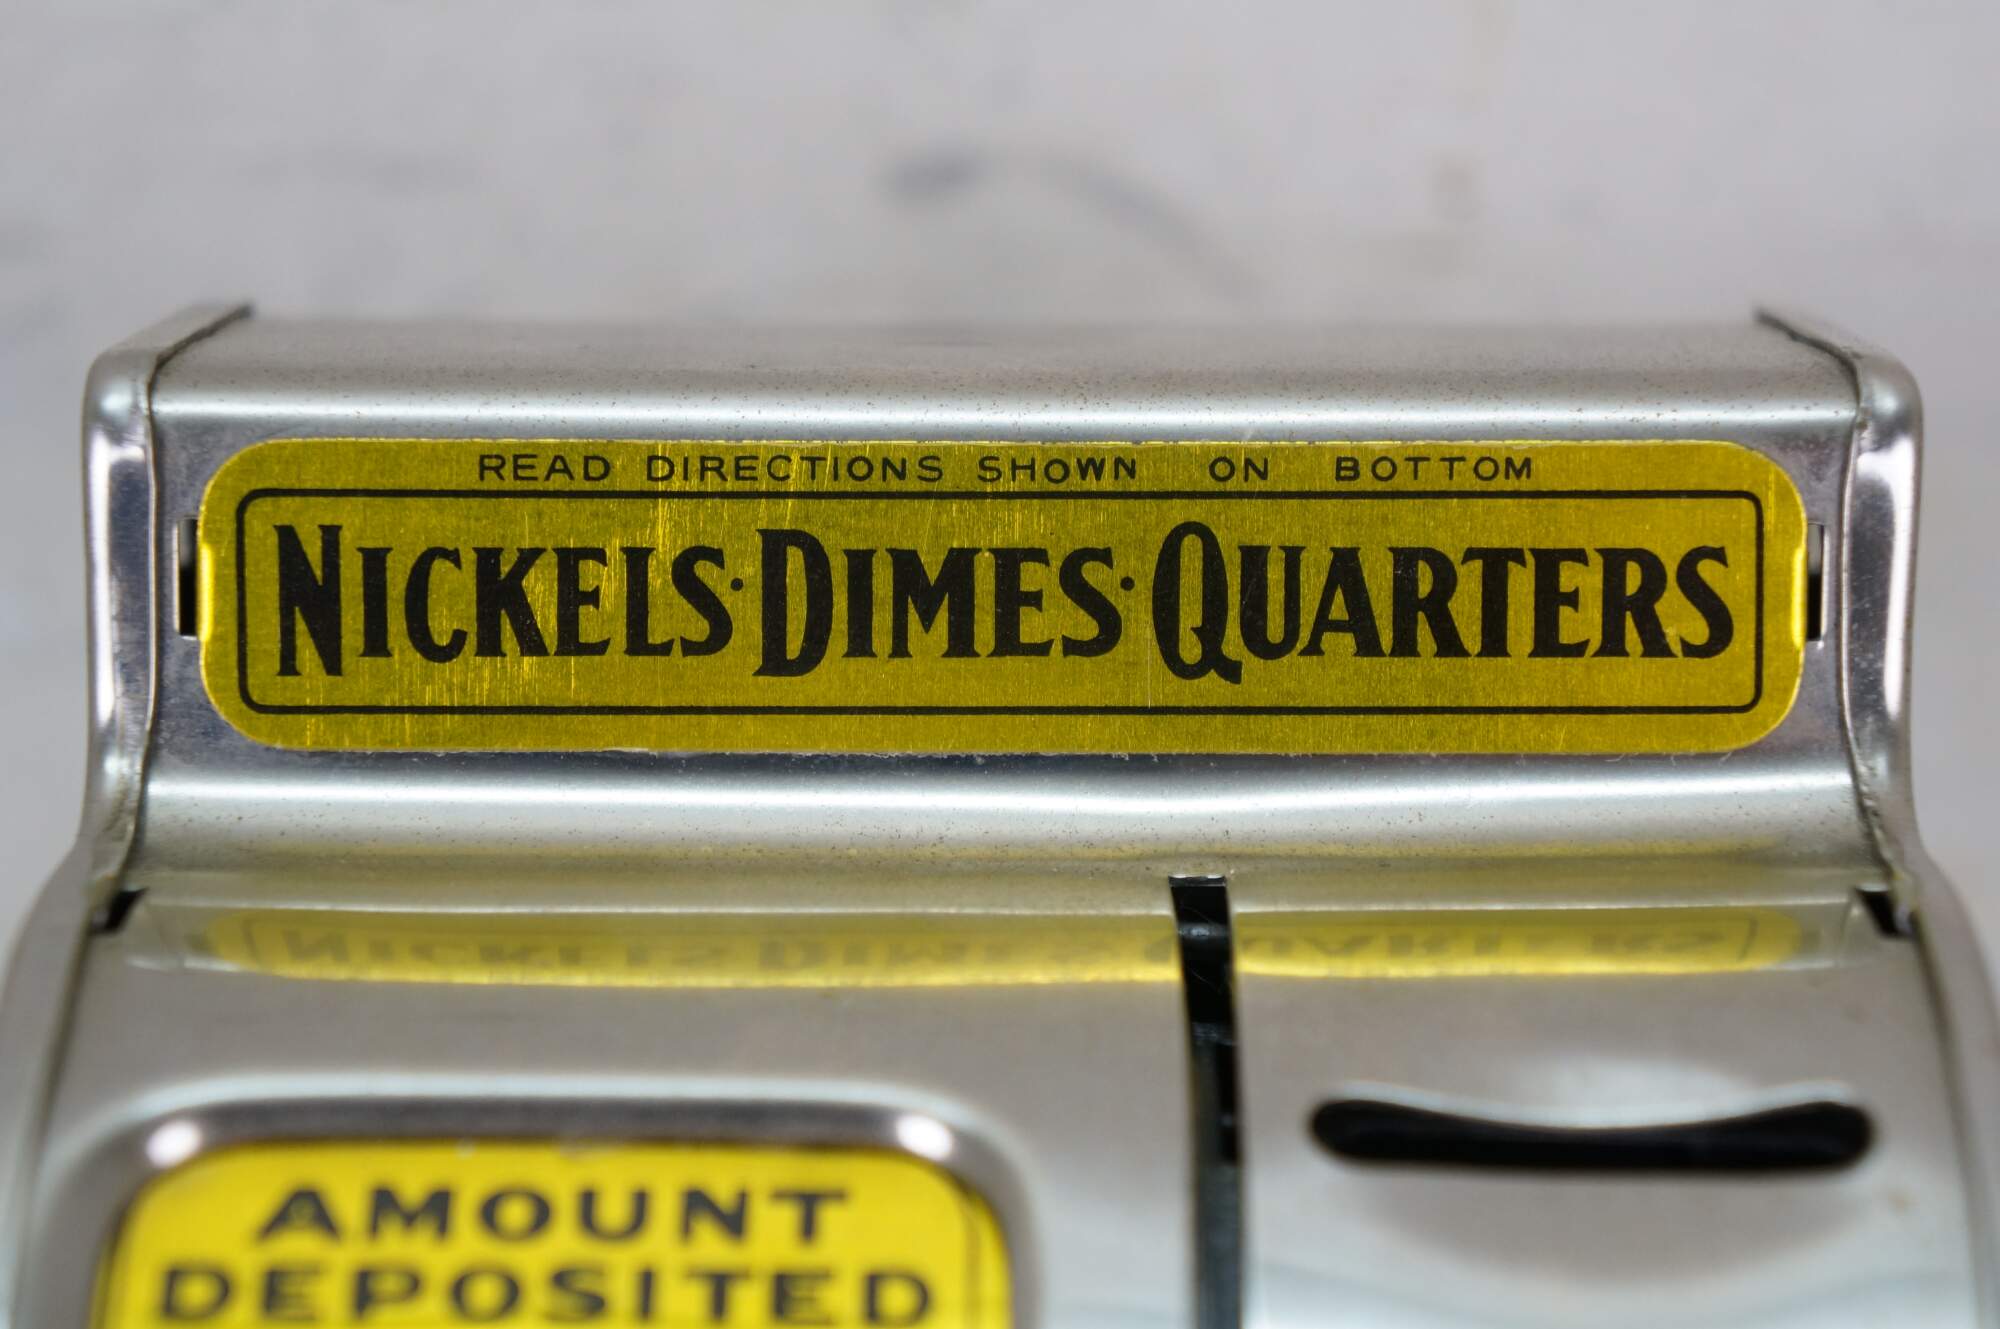 READ DIRECTIONS SHOWN ON BOTTOM
NICKELS·DIMES·QUARTERS
AMOUNT
DEPOSITED